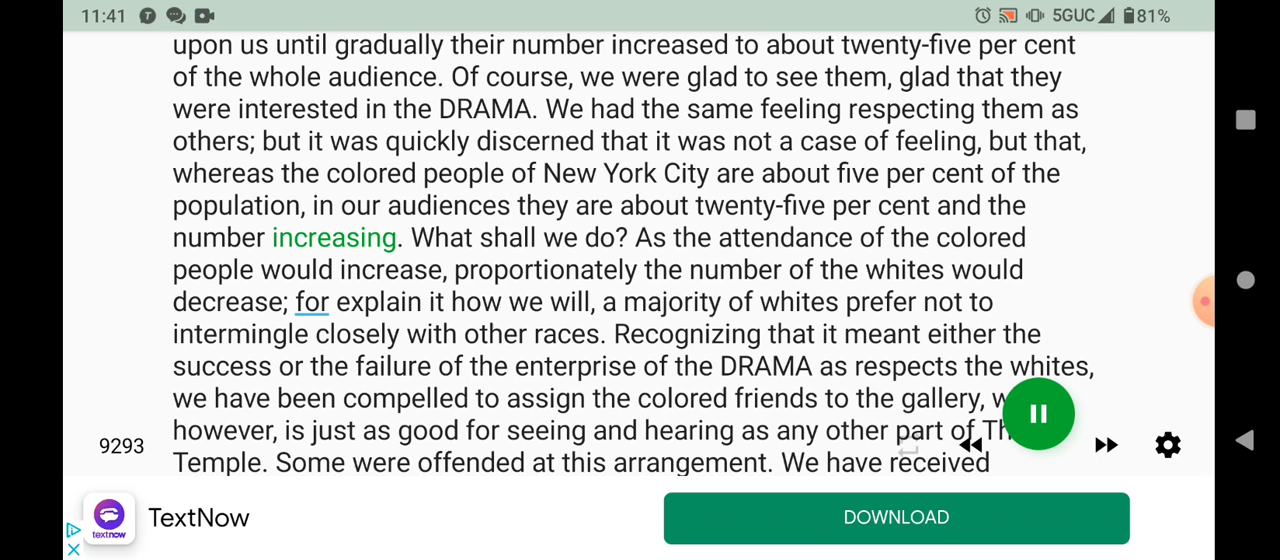 11:41 5GUC 81%
upon us until gradually their number increased to about twenty-five per cent
of the whole audience. Of course, we were glad to see them, glad that they
were interested in the DRAMA. We had the same feeling respecting them as
others; but it was quickly discerned that it was not a case of feeling, but that,
whereas the colored people of New York City are about five per cent of the
population, in our audiences they are about twenty-five per cent and the
number increasing. What shall we do? As the attendance of the colored
people would increase, proportionately the number of the whites would
decrease; for explain it how we will, a majority of whites prefer not to
intermingle closely with other races. Recognizing that it meant either the
success or the failure of the enterprise of the DRAMA as respects the whites,
we have been compelled to assign the colored friends to the gallery,
however, is just as good for seeing and hearing as any other part of
9293
Temple. Some were offended at this arrangement. We have received
textnow
TextNow
DOWNLOAD